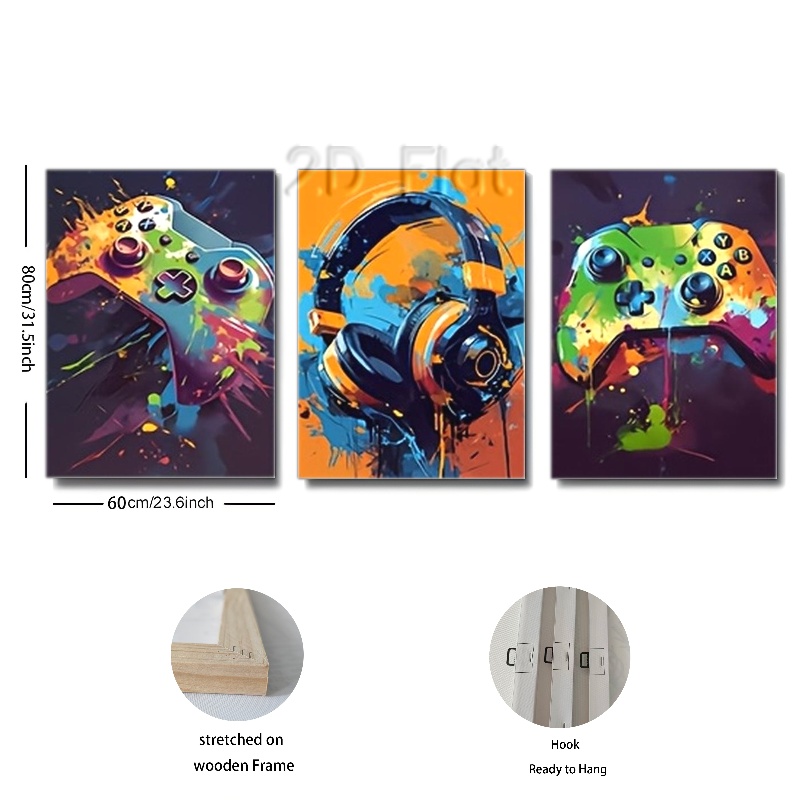 2D Flat
80cm/31.5inch
Y
X B
A
60cm/23.6inch
stretched on
wooden Frame
Hook
Ready to Hang